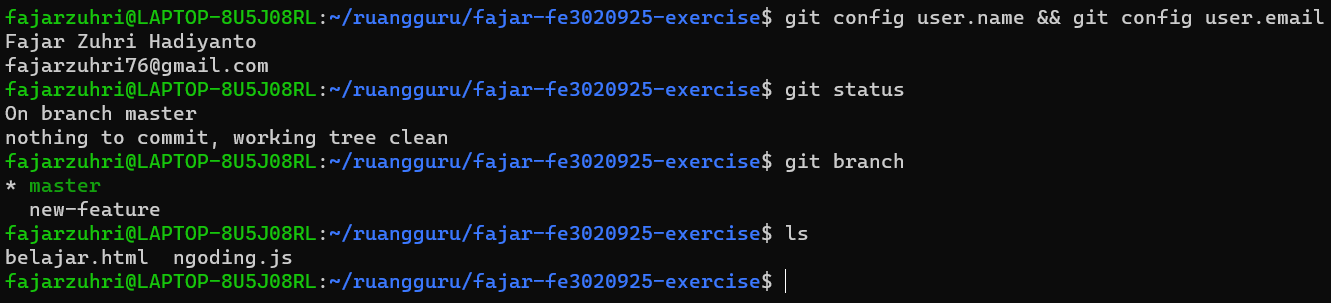 fajarzuhri@LAPTOP-8U5J08RL:~/ruangguru/fajar-fe3020925-exercise$ git config user.name && git config user.email
Fajar Zuhri Hadiyanto
fajarzuhri76@gmail.com
fajarzuhri@LAPTOP-8U5J08RL:~/ruangguru/fajar-fe3020925-exercise$ git status
On branch master
nothing to commit, working tree clean
fajarzuhri@LAPTOP-8U5J08RL:~/ruangguru/fajar-fe3020925-exercise$ git branch
* master
  new-feature
fajarzuhri@LAPTOP-8U5J08RL:~/ruangguru/fajar-fe3020925-exercise$ ls
belajar.html  ngoding.js
fajarzuhri@LAPTOP-8U5J08RL:~/ruangguru/fajar-fe3020925-exercise$